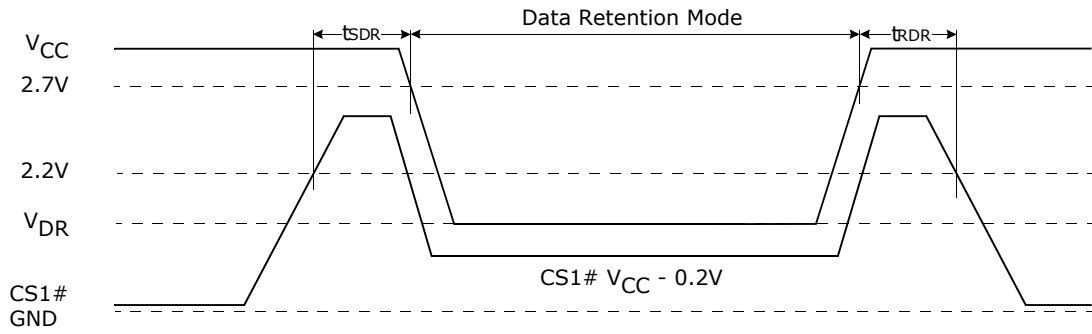 Data Retention Mode
tSDR
tRDR
VCC
2.7V
2.2V
VDR
CS1# VCC - 0.2V
CS1#
GND